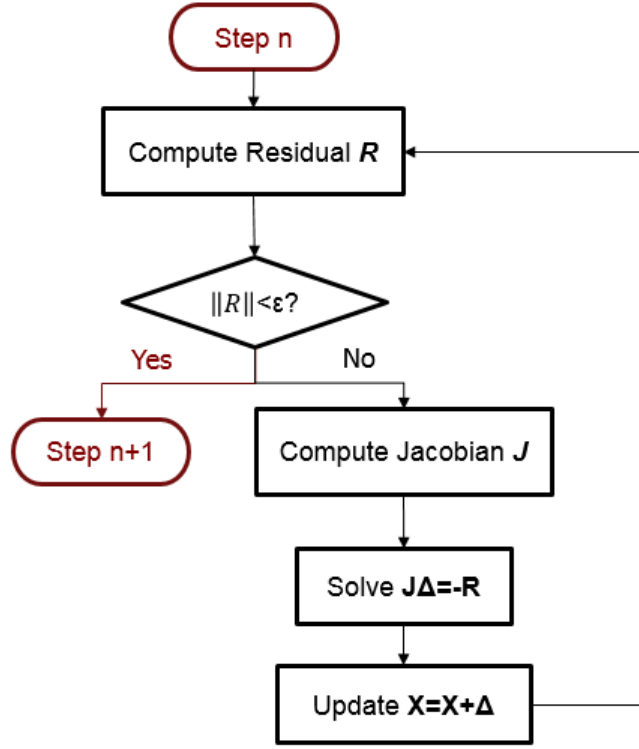 Step n
Compute Residual R
‖R‖<ε?
Yes
No
Step n+1
Compute Jacobian J
Solve JΔ=-R
Update X=X+Δ